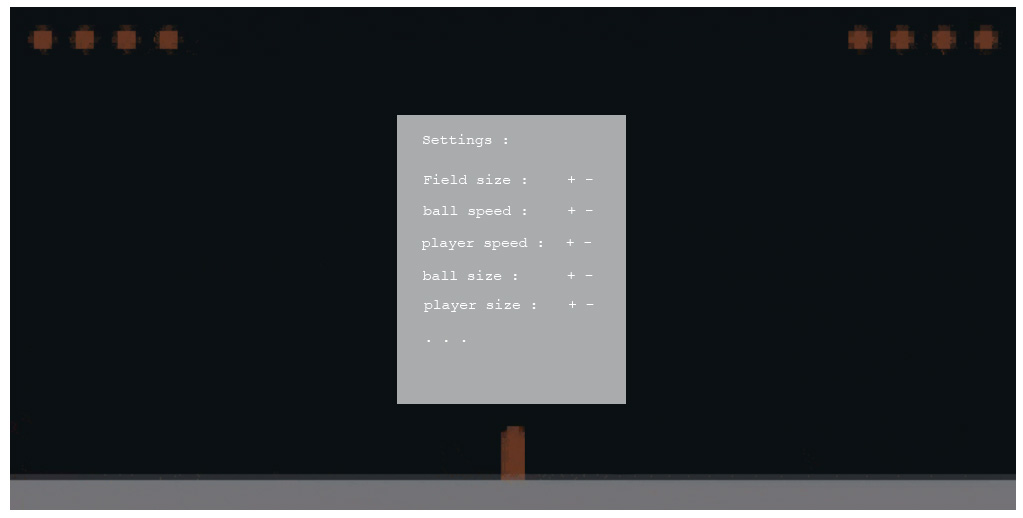 Settings :
Field size : + -
ball speed : + -
player speed : + -
ball size : + -
player size : + -
. . .